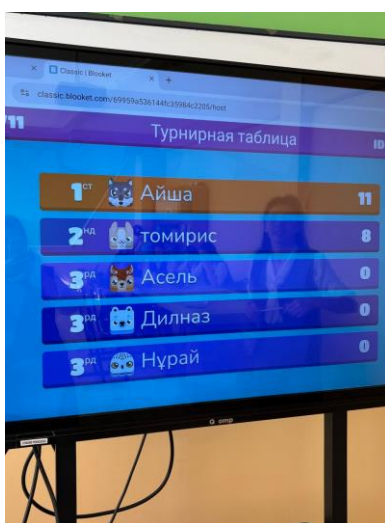 Classic | Blooket
classic.blooket.com/69959a536144fc35984c2205/host
/11
Турнирная таблица
ID
1ст Айша 11
2нд томирис 8
3рд Асель 0
3рд Дилназ 0
3рд Нұрай 0